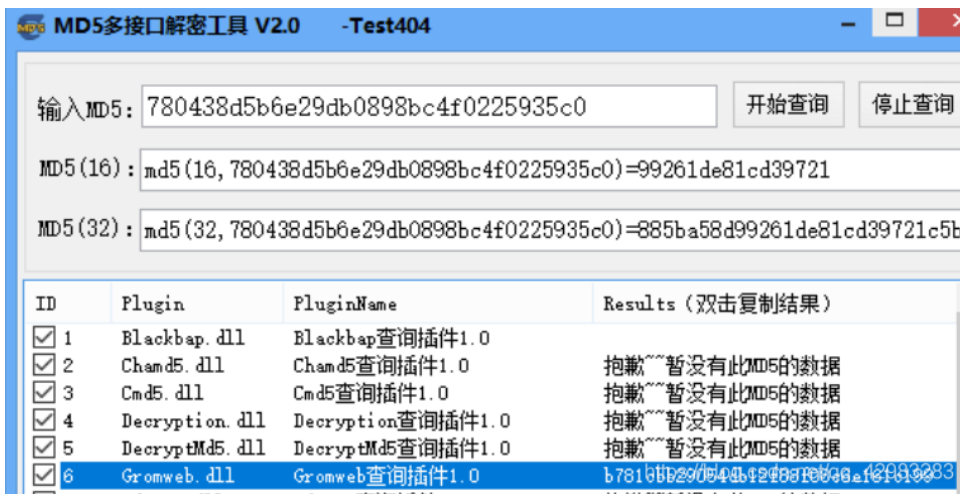 MD5多接口解密工具 V2.0 -Test404
输入MD5: 780438d5b6e29db0898bc4f0225935c0 开始查询 停止查询
MD5(16): md5(16,780438d5b6e29db0898bc4f0225935c0)=99261de81cd39721
MD5(32): md5(32,780438d5b6e29db0898bc4f0225935c0)=885ba58d99261de81cd39721c5b
ID Plugin PluginName Results (双击复制结果)
1 Blackbap.dll Blackbap查询插件1.0
2 Chamd5.dll Chamd5查询插件1.0 抱歉~~暂没有此MD5的数据
3 Cmd5.dll Cmd5查询插件1.0 抱歉~~暂没有此MD5的数据
4 Decryption.dll Decryption查询插件1.0 抱歉~~暂没有此MD5的数据
5 DecryptMd5.dll DecryptMd5查询插件1.0 抱歉~~暂没有此MD5的数据
6 Gromweb.dll Gromweb查询插件1.0
https://blog.csdn.net/qq_42983283